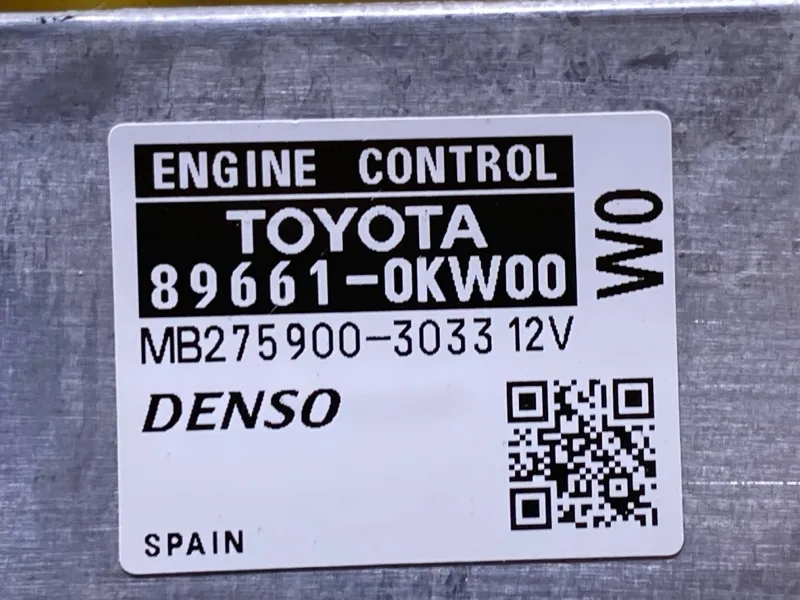 ENGINE CONTROL
TOYOTA
89661-0KW00
W0
MB275900-3033 12V
DENSO
SPAIN